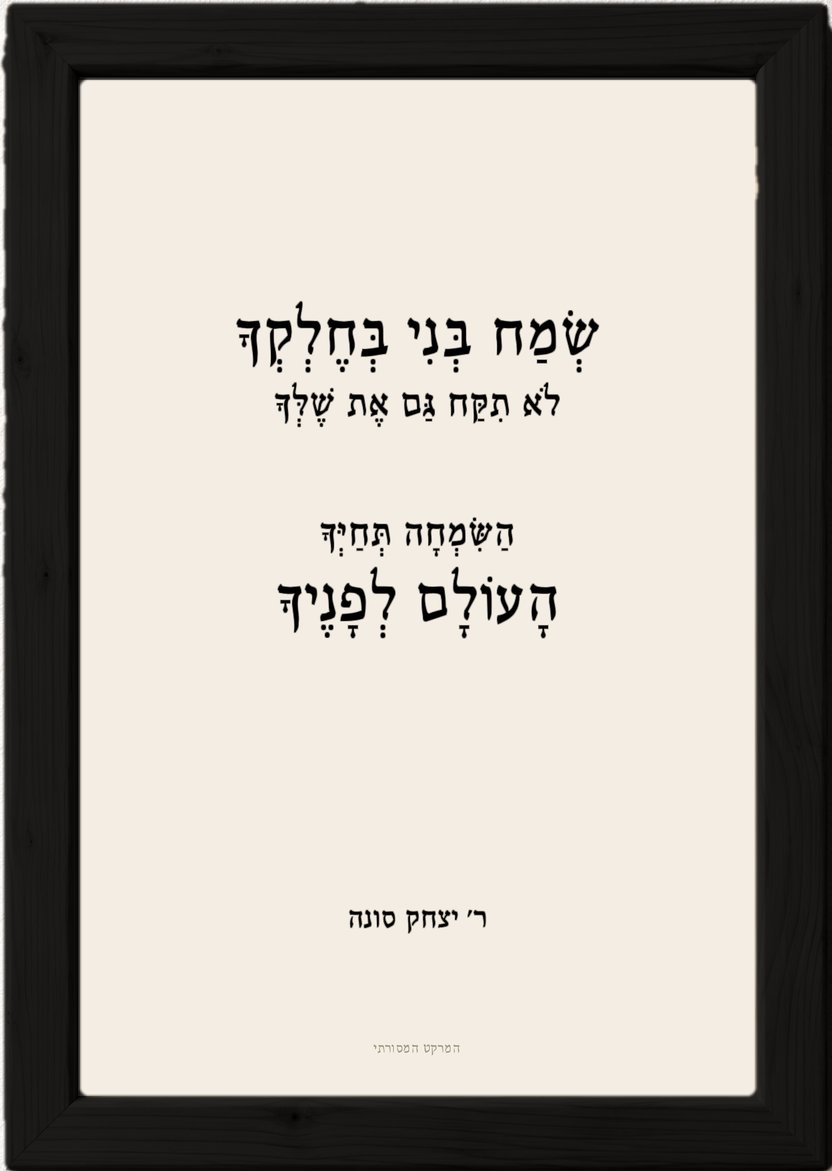 שְׂמַח בְּנִי בְּחֶלְקְךָ
לֹא תִקַּח גַּם אֶת שֶׁלְּךָ
הַשִּׂמְחָה תְּחַיְּךָ
הָעוֹלָם לְפָנֶיךָ
ר׳ יצחק סונה
המרקט המסורתי